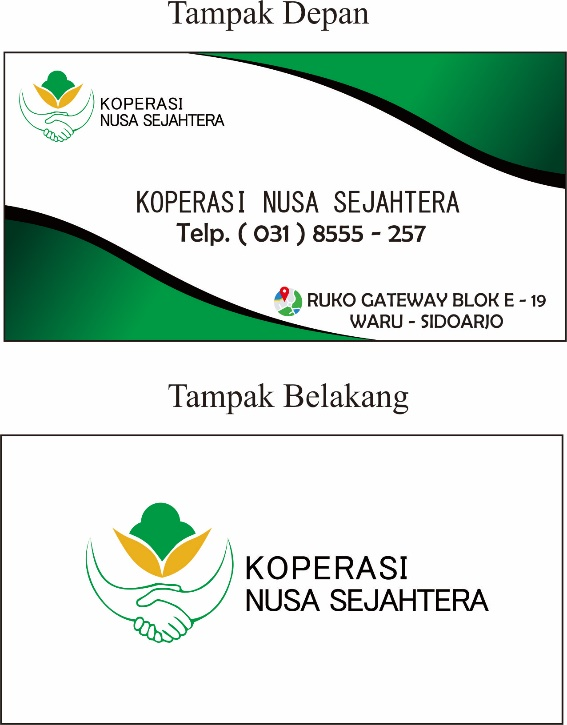 Tampak Depan
KOPERASI
NUSA SEJAHTERA
KOPERASI NUSA SEJAHTERA
Telp. ( 031 ) 8555 - 257
RUKO GATEWAY BLOK E - 19
WARU - SIDOARJO
Tampak Belakang
KOPERASI
NUSA SEJAHTERA